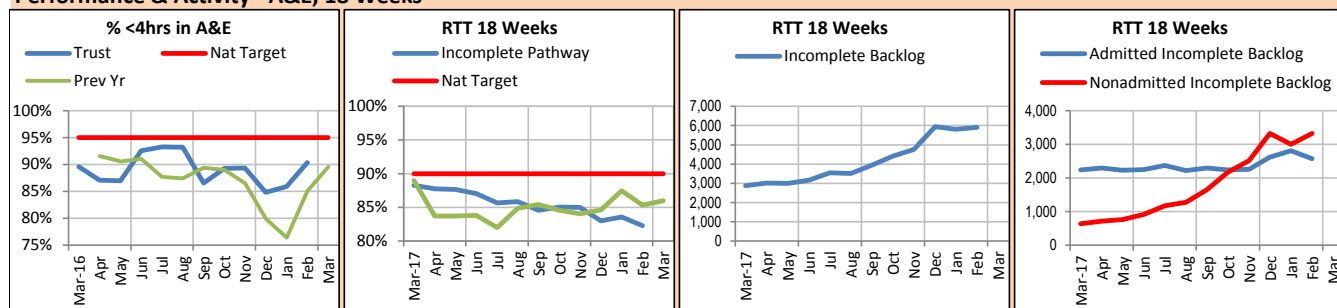 Performance & Activity - A&E, 18 Weeks
% <4hrs in A&E
Trust
Nat Target
Prev Yr
100%
95%
90%
85%
80%
75%
Mar-16
Apr
May
Jun
Jul
Aug
Sep
Oct
Nov
Dec
Jan
Feb
Mar
RTT 18 Weeks
Incomplete Pathway
Nat Target
100%
95%
90%
85%
80%
Mar-17
Apr
May
Jun
Jul
Aug
Sep
Oct
Nov
Dec
Jan
Feb
Mar
RTT 18 Weeks
Incomplete Backlog
7,000
6,000
5,000
4,000
3,000
2,000
1,000
0
Mar-17
Apr
May
Jun
Jul
Aug
Sep
Oct
Nov
Dec
Jan
Feb
Mar
RTT 18 Weeks
Admitted Incomplete Backlog
Nonadmitted Incomplete Backlog
4,000
3,000
2,000
1,000
0
Mar-17
Apr
May
Jun
Jul
Aug
Sep
Oct
Nov
Dec
Jan
Feb
Mar